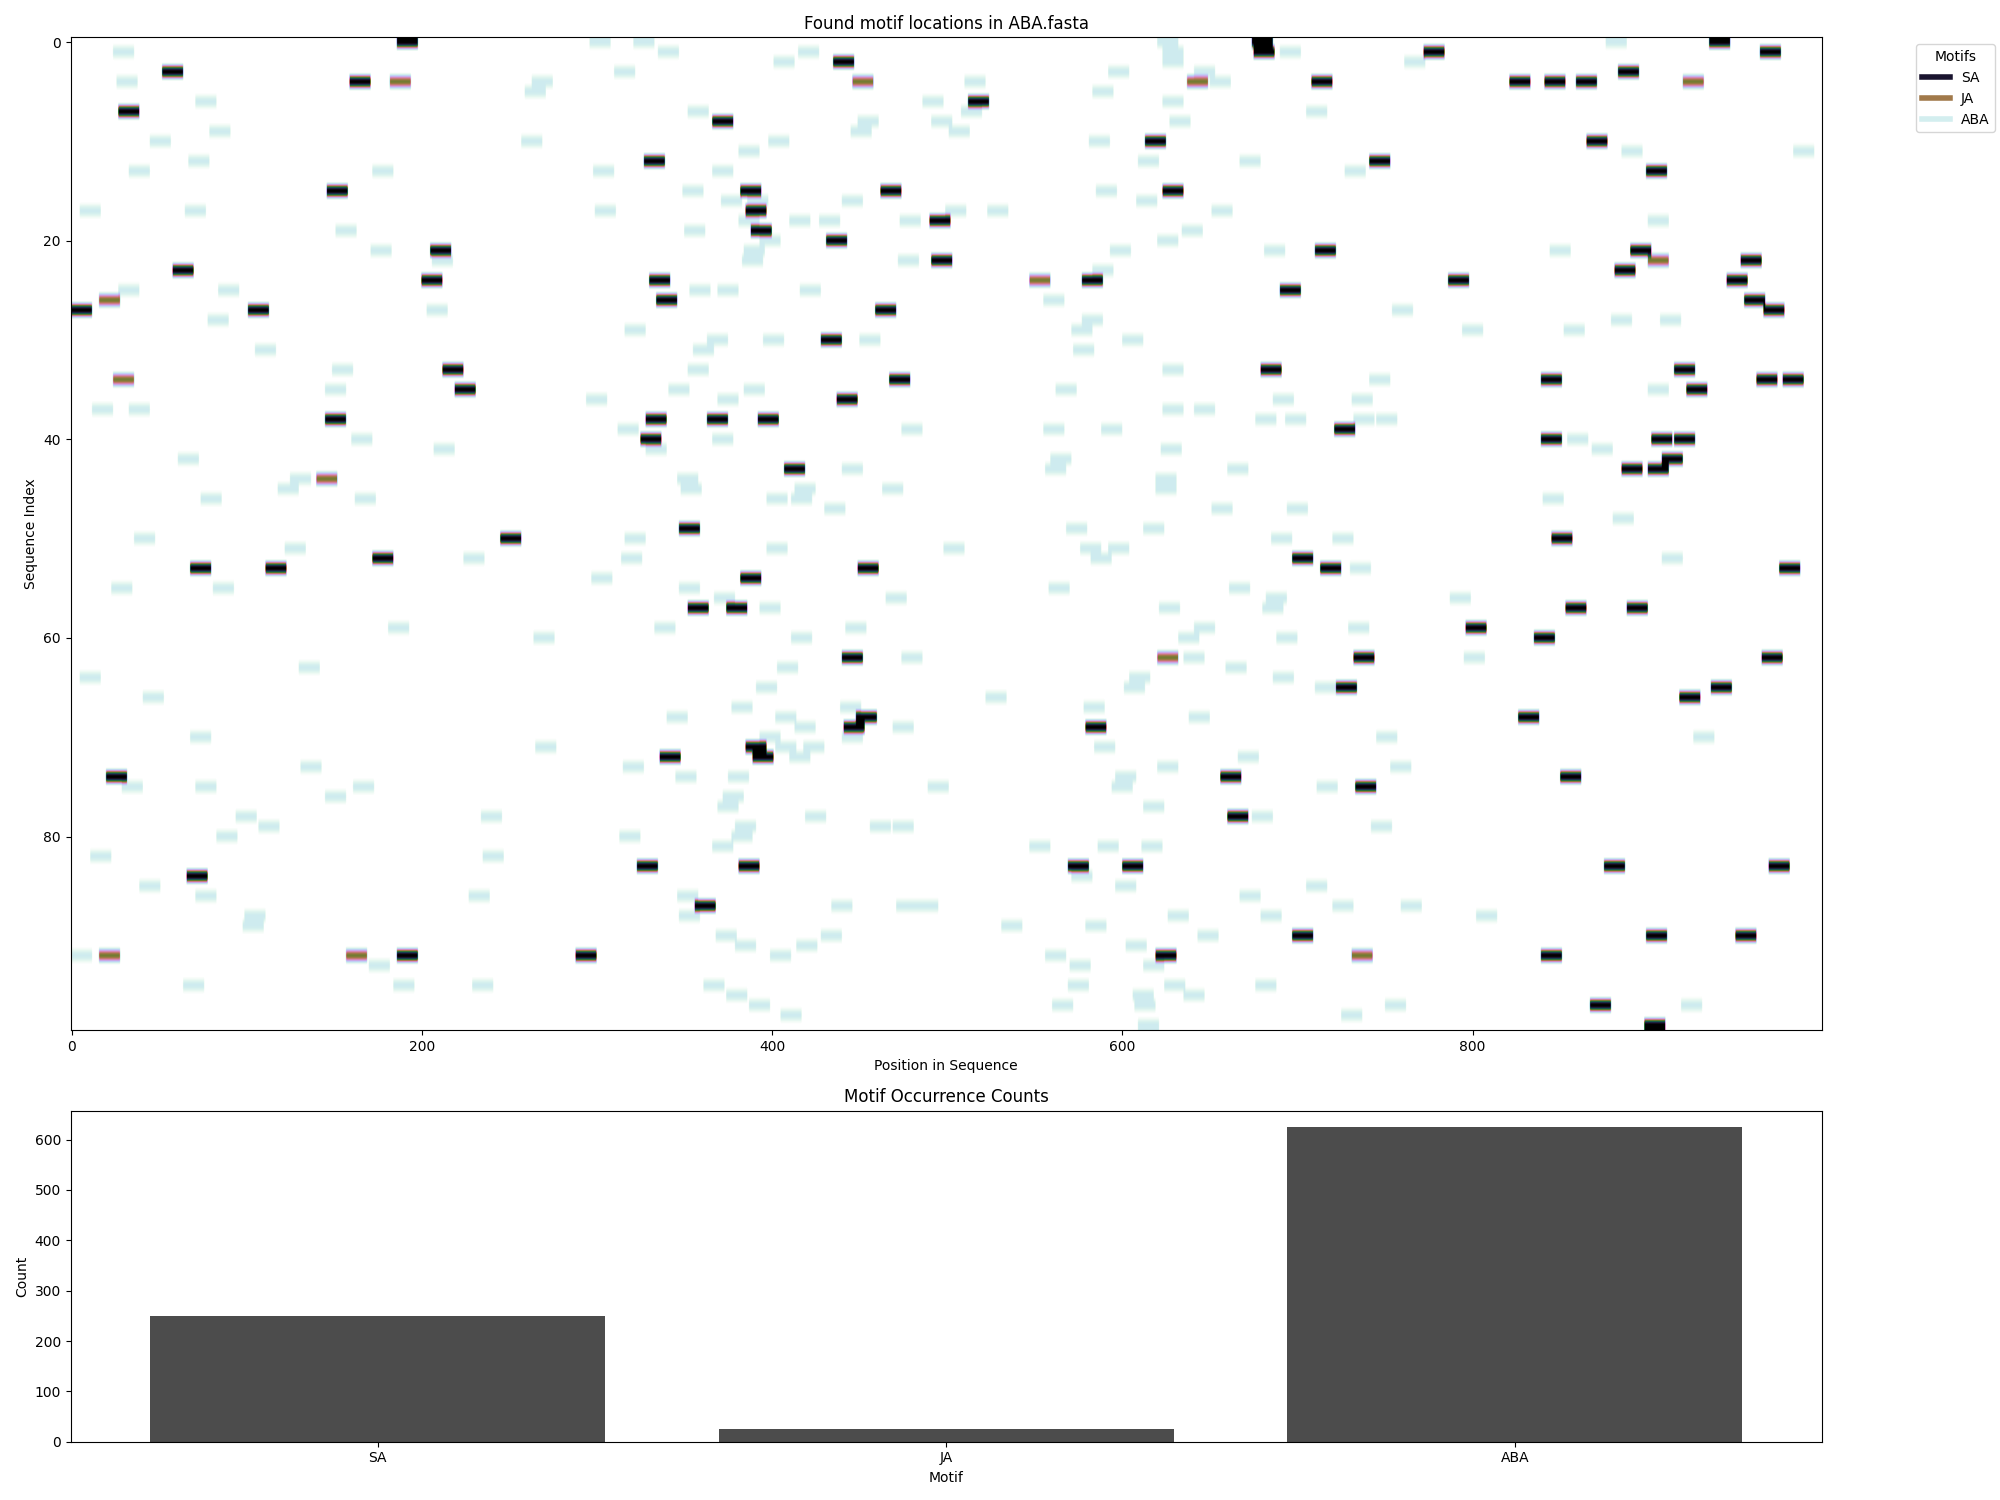 Found motif locations in ABA.fasta
0
20
40
60
80
Sequence Index
0 200 400 600 800
Position in Sequence
Motifs
SA
JA
ABA
Motif Occurrence Counts
600
500
400
300
200
100
0
Count
SA JA ABA
Motif